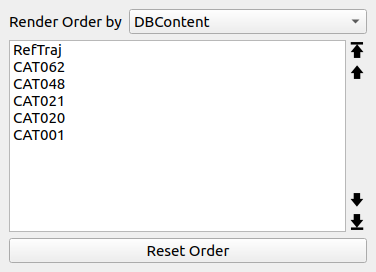 Render Order by DBContent
RefTraj
CAT062
CAT048
CAT021
CAT020
CAT001
Reset Order